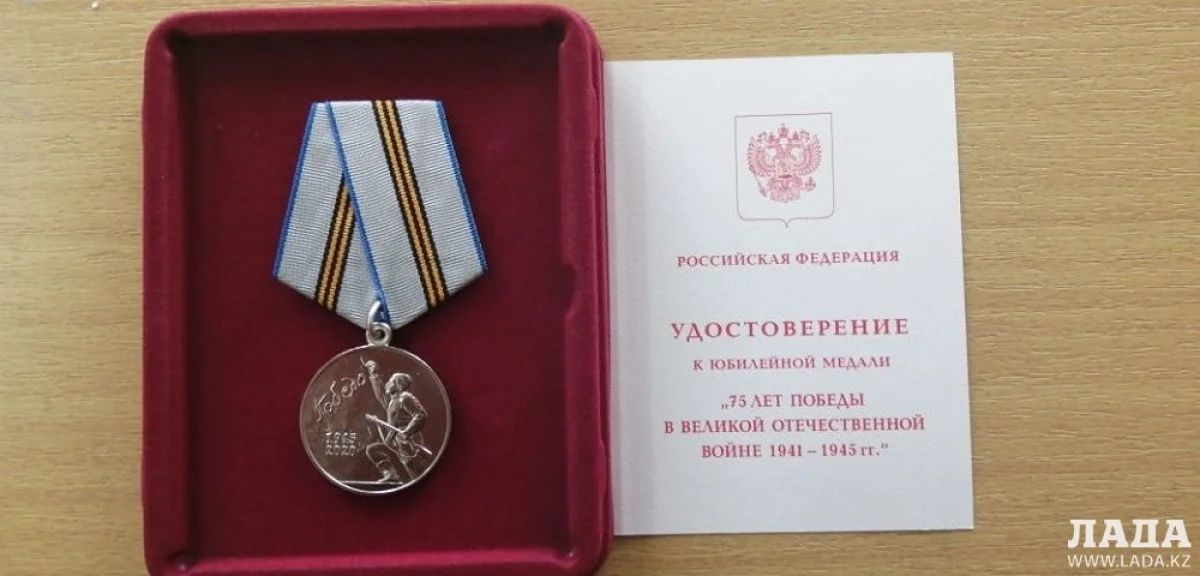 Победа
1945
2020
РОССИЙСКАЯ ФЕДЕРАЦИЯ
УДОСТОВЕРЕНИЕ
К ЮБИЛЕЙНОЙ МЕДАЛИ
„75 ЛЕТ ПОБЕДЫ
В ВЕЛИКОЙ ОТЕЧЕСТВЕННОЙ
ВОЙНЕ 1941 – 1945 гг.“
ЛАДА
WWW.LADA.KZ